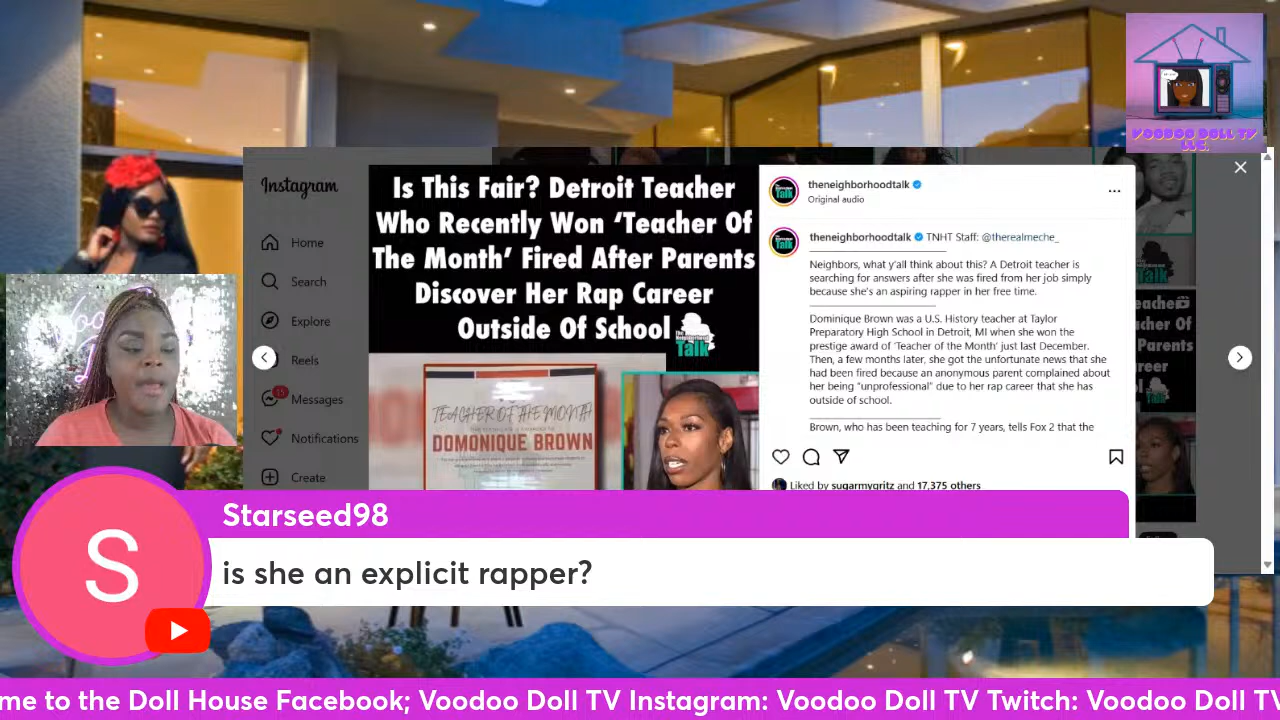 VOODOO DOLL TV
LLC.
Instagram
Home
Search
Explore
Reels
Messages
Notifications
Create
Is This Fair? Detroit Teacher
Who Recently Won ‘Teacher Of
The Month’ Fired After Parents
Discover Her Rap Career
Outside Of School
The Neighborhood
Talk
TEACHER OF THE MONTH
DOMONIQUE BROWN
theneighborhoodtalk
Original audio
theneighborhoodtalk TNHT Staff: @therealmeche_
Neighbors, what y'all think about this? A Detroit teacher is
searching for answers after she was fired from her job simply
because she's an aspiring rapper in her free time.
Dominique Brown was a U.S. History teacher at Taylor
Preparatory High School in Detroit, MI when she won the
prestige award of 'Teacher of the Month' just last December.
Then, a few months later, she got the unfortunate news that she
had been fired because an anonymous parent complained about
her being "unprofessional" due to her rap career that she has
outside of school.
Brown, who has been teaching for 7 years, tells Fox 2 that the
Liked by sugarmygritz and 17,375 others
Talk
eacher
her Of
Parents
reer
ol
S
Starseed98
is she an explicit rapper?
me to the Doll House Facebook; Voodoo Doll TV Instagram: Voodoo Doll TV Twitch: Voodoo Doll TV